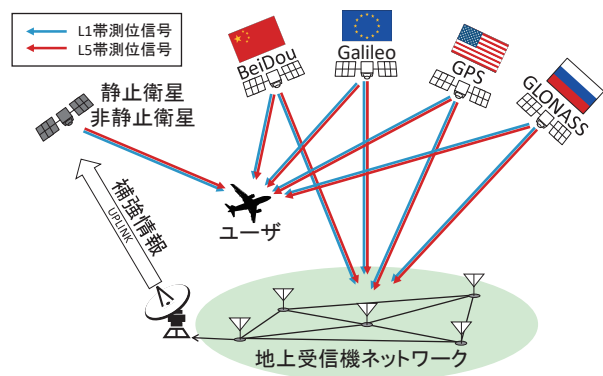 L1帯測位信号
L5帯測位信号
BeiDou
Galileo
GPS
GLONASS
静止衛星
非静止衛星
ユーザ
補強情報
UPLINK
地上受信機ネットワーク